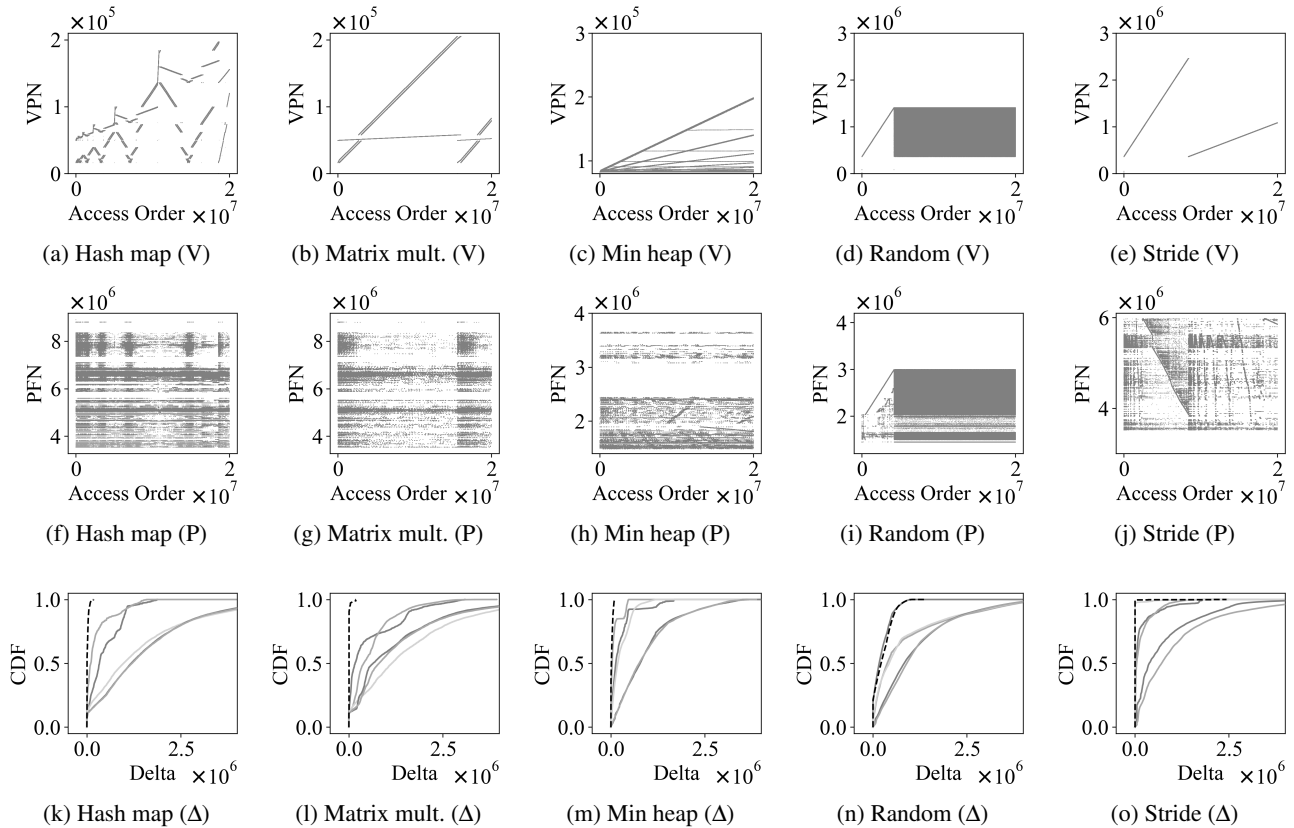 ×10^5 ×10^5 ×10^5 ×10^6 ×10^6
2 2 3 3 3
VPN VPN VPN VPN VPN
1 1 2 2 2
1 1 1
0 0 0 0
0 2 0 2 0 2 0 2 0 2
Access Order ×10^7 Access Order ×10^7 Access Order ×10^7 Access Order ×10^7 Access Order ×10^7
(a) Hash map (V) (b) Matrix mult. (V) (c) Min heap (V) (d) Random (V) (e) Stride (V)
×10^6 ×10^6 ×10^6 ×10^6 ×10^6
8 8 4 4 6
PFN PFN PFN PFN PFN
6 6 3 3 4
4 4 2 2
0 2 0 2 0 2 0 2 0 2
Access Order ×10^7 Access Order ×10^7 Access Order ×10^7 Access Order ×10^7 Access Order ×10^7
(f) Hash map (P) (g) Matrix mult. (P) (h) Min heap (P) (i) Random (P) (j) Stride (P)
1.0 1.0 1.0 1.0 1.0
CDF CDF CDF CDF CDF
0.5 0.5 0.5 0.5 0.5
0.0 0.0 0.0 0.0 0.0
0.0 2.5 0.0 2.5 0.0 2.5 0.0 2.5 0.0 2.5
Delta ×10^6 Delta ×10^6 Delta ×10^6 Delta ×10^6 Delta ×10^6
(k) Hash map (Δ) (l) Matrix mult. (Δ) (m) Min heap (Δ) (n) Random (Δ) (o) Stride (Δ)